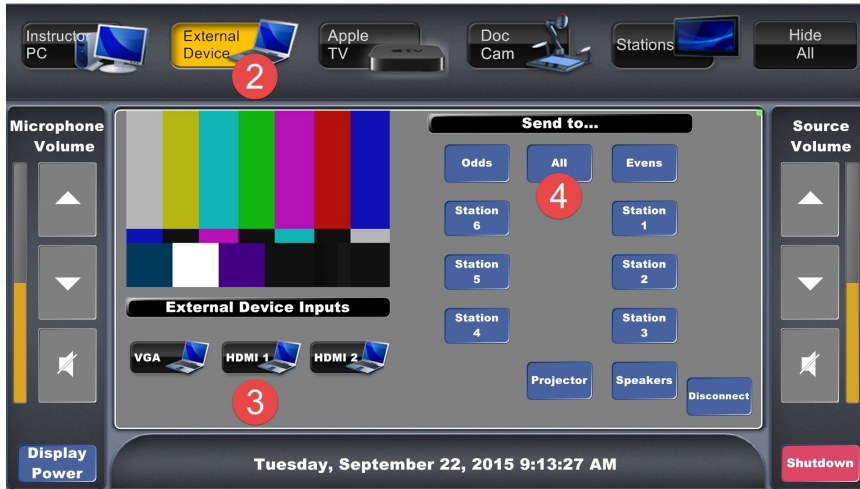 Instructor
PC
External
Device
2
Apple
TV
Doc
Cam
Stations
Hide
All
Microphone
Volume
Send to...
Odds
All
Evens
4
Station
6
Station
1
Station
5
Station
2
External Device Inputs
Station
4
Station
3
VGA
HDMI 1
HDMI 2
3
Projector
Speakers
Disconnect
Source
Volume
Display
Power
Tuesday, September 22, 2015 9:13:27 AM
Shutdown